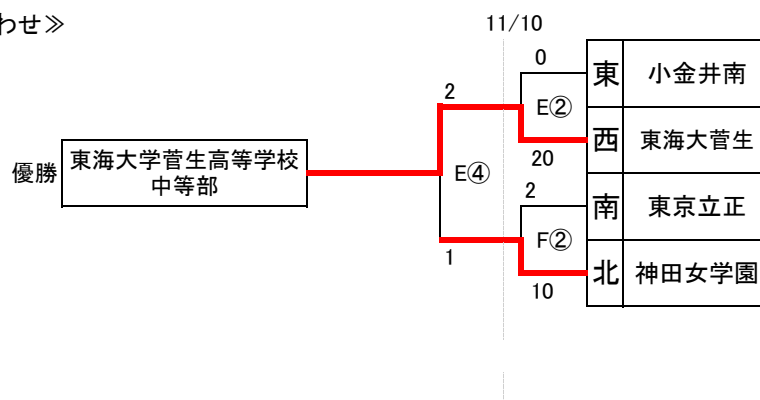 わせ≫
11/10
0
東 小金井南
2
E②
西 東海大菅生
20
優勝
東海大学菅生高等学校
中等部
E④
2
南 東京立正
F②
1
北 神田女学園
10